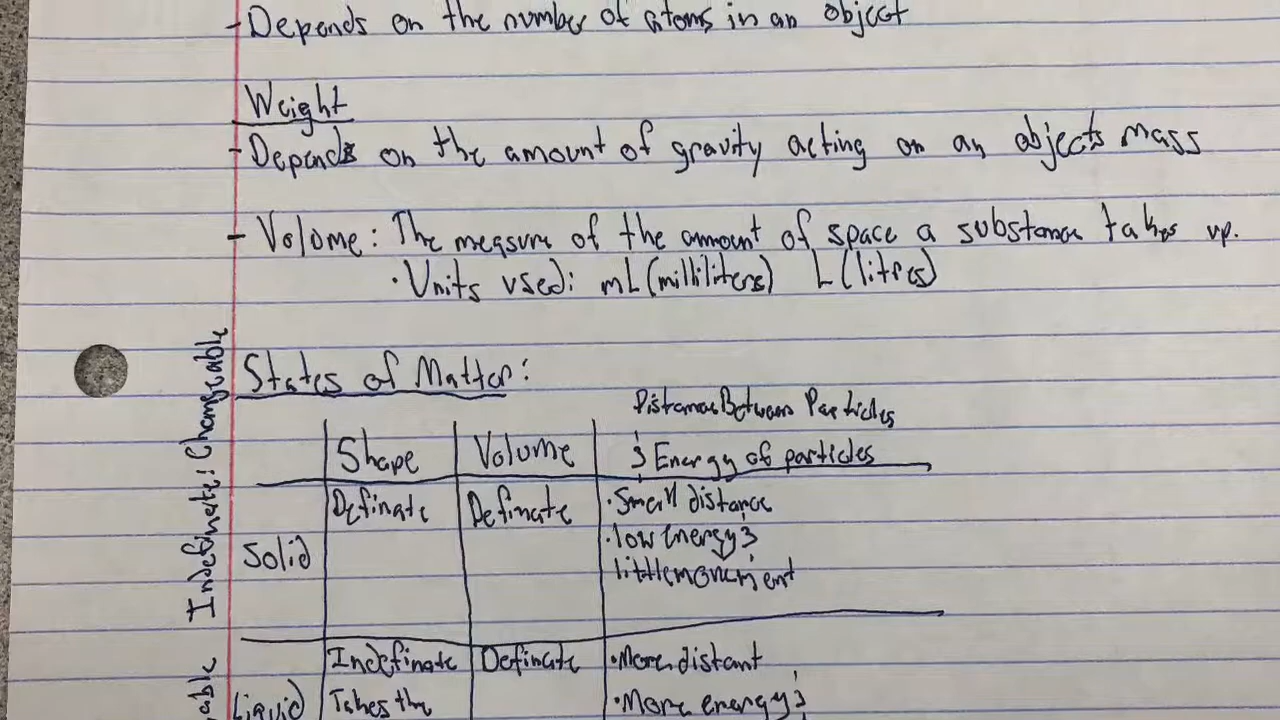 - Depends on the number of atoms in an object
Weight
- Depends on the amount of gravity acting on an objects mass
- Volume: The measure of the amount of space a substance takes up.
· Units used: mL (milliliters) L (litres)
States of Matter:
Distance Between Particles
Shape Volume & Energy of particles
Definate Definate · Small distance
Solid · low energy &
little movement
Indefinate Definate · More distant
Liquid Takes the · More energy &
Indefinate: Changeable
able